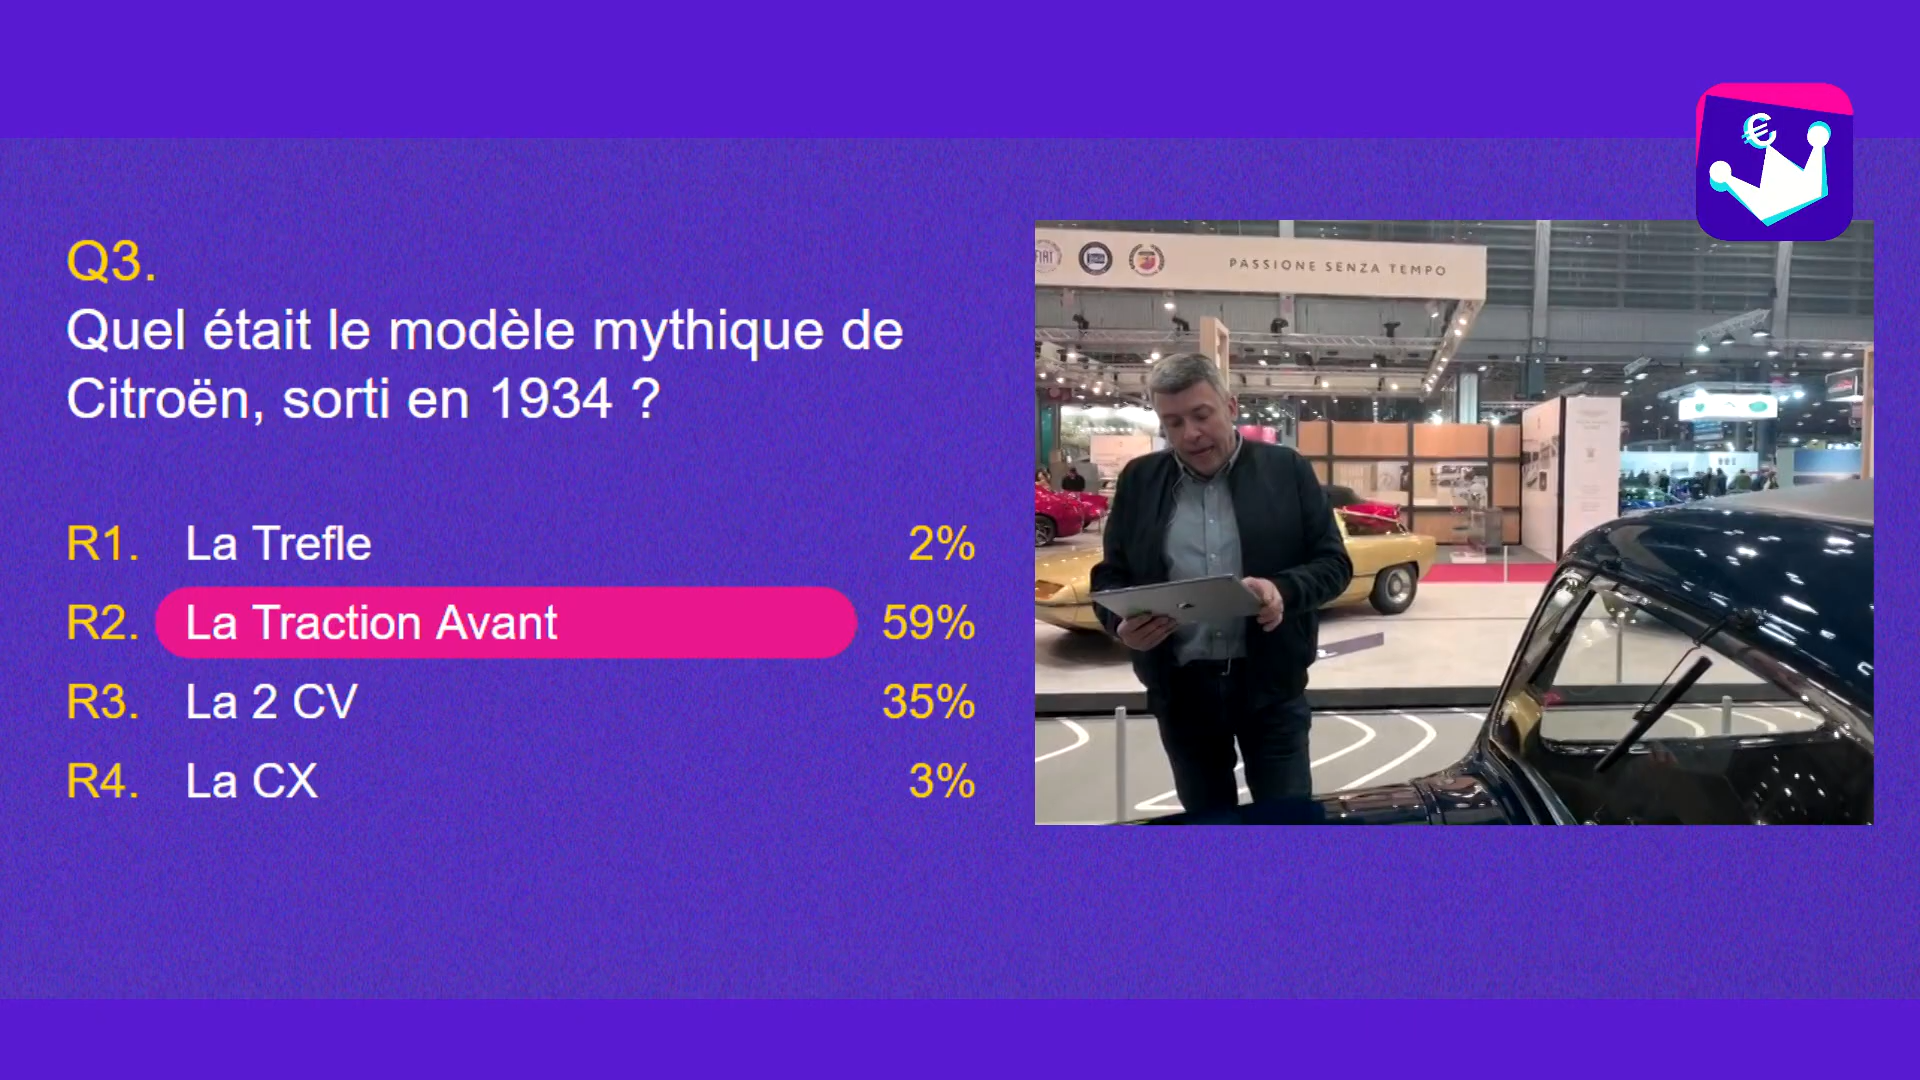 Q3.
Quel était le modèle mythique de
Citroën, sorti en 1934 ?
R1. La Trefle 2%
R2. La Traction Avant 59%
R3. La 2 CV 35%
R4. La CX 3%
€
FIAT
PASSIONE SENZA TEMPO